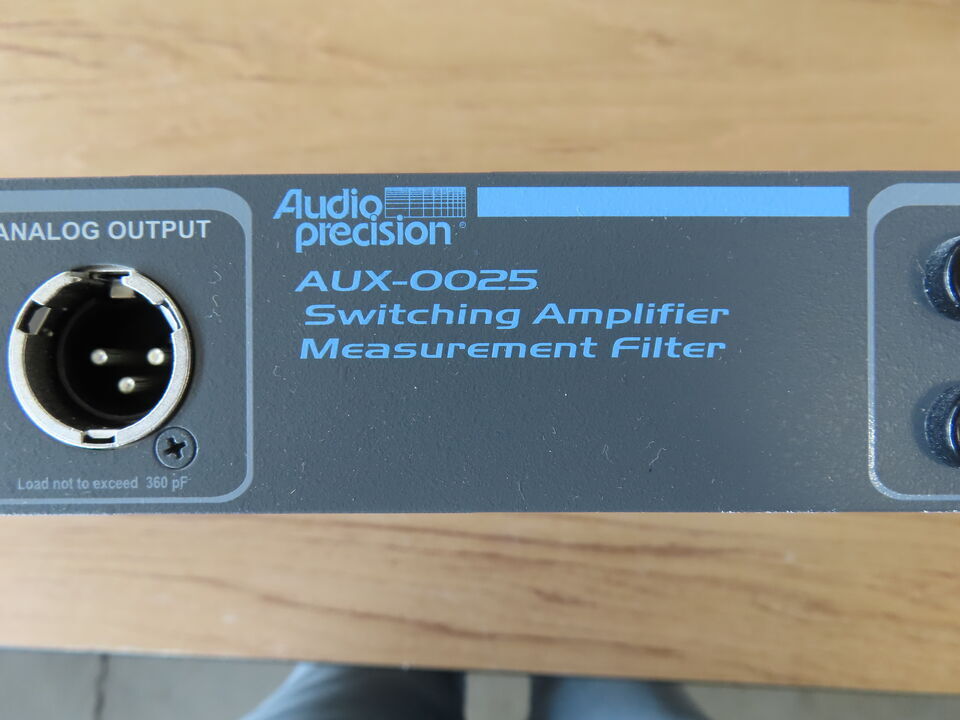 ANALOG OUTPUT
Load not to exceed 360 pF
Audio
precision®
AUX-0025
Switching Amplifier
Measurement Filter